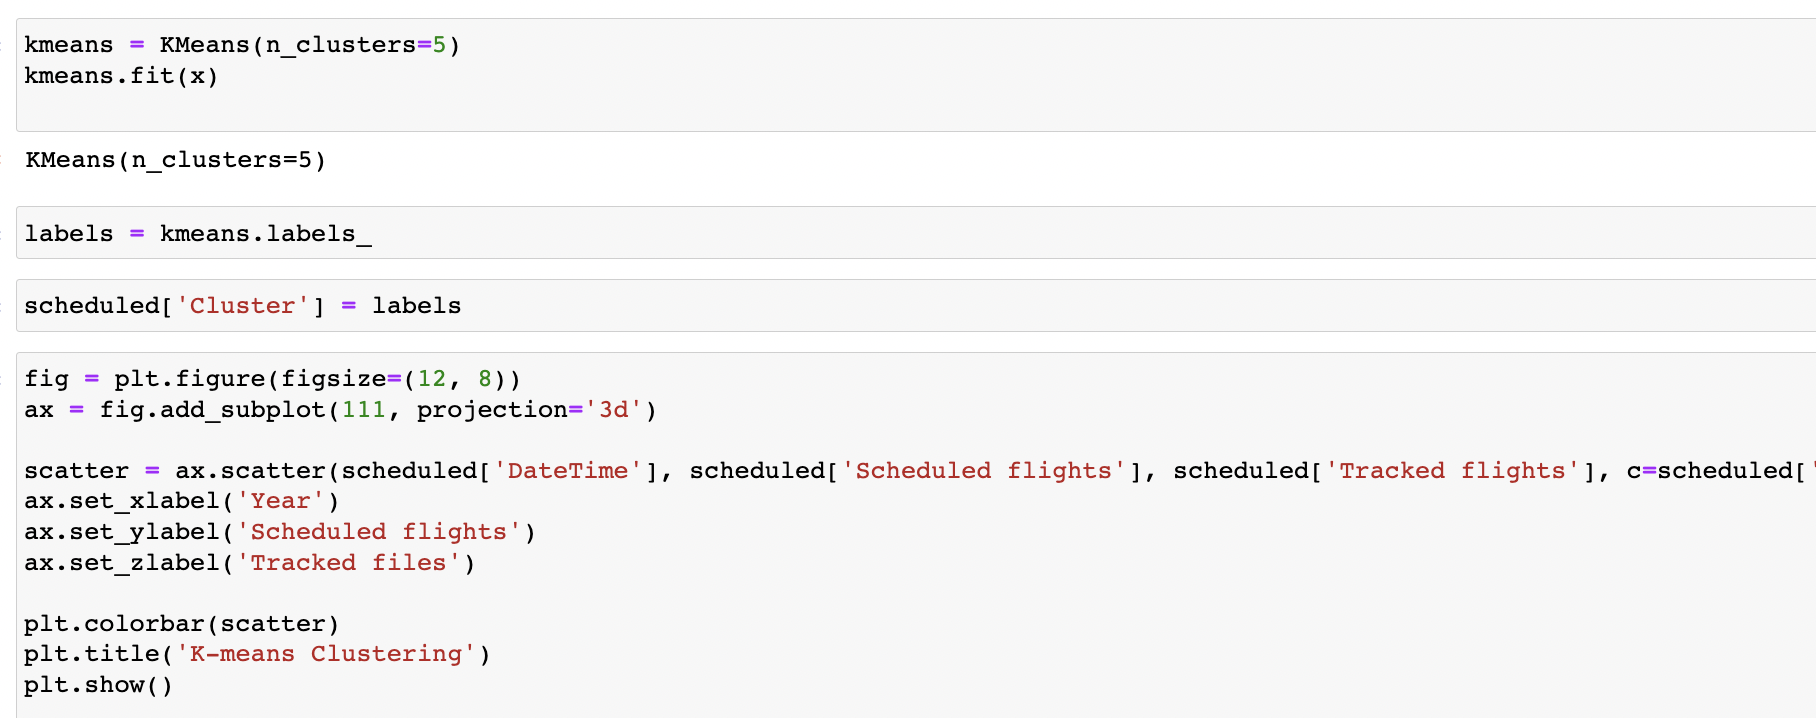 kmeans = KMeans(n_clusters=5)
kmeans.fit(x)
KMeans(n_clusters=5)
labels = kmeans.labels_
scheduled['Cluster'] = labels
fig = plt.figure(figsize=(12, 8))
ax = fig.add_subplot(111, projection='3d')
scatter = ax.scatter(scheduled['DateTime'], scheduled['Scheduled flights'], scheduled['Tracked flights'], c=scheduled['
ax.set_xlabel('Year')
ax.set_ylabel('Scheduled flights')
ax.set_zlabel('Tracked files')
plt.colorbar(scatter)
plt.title('K-means Clustering')
plt.show()